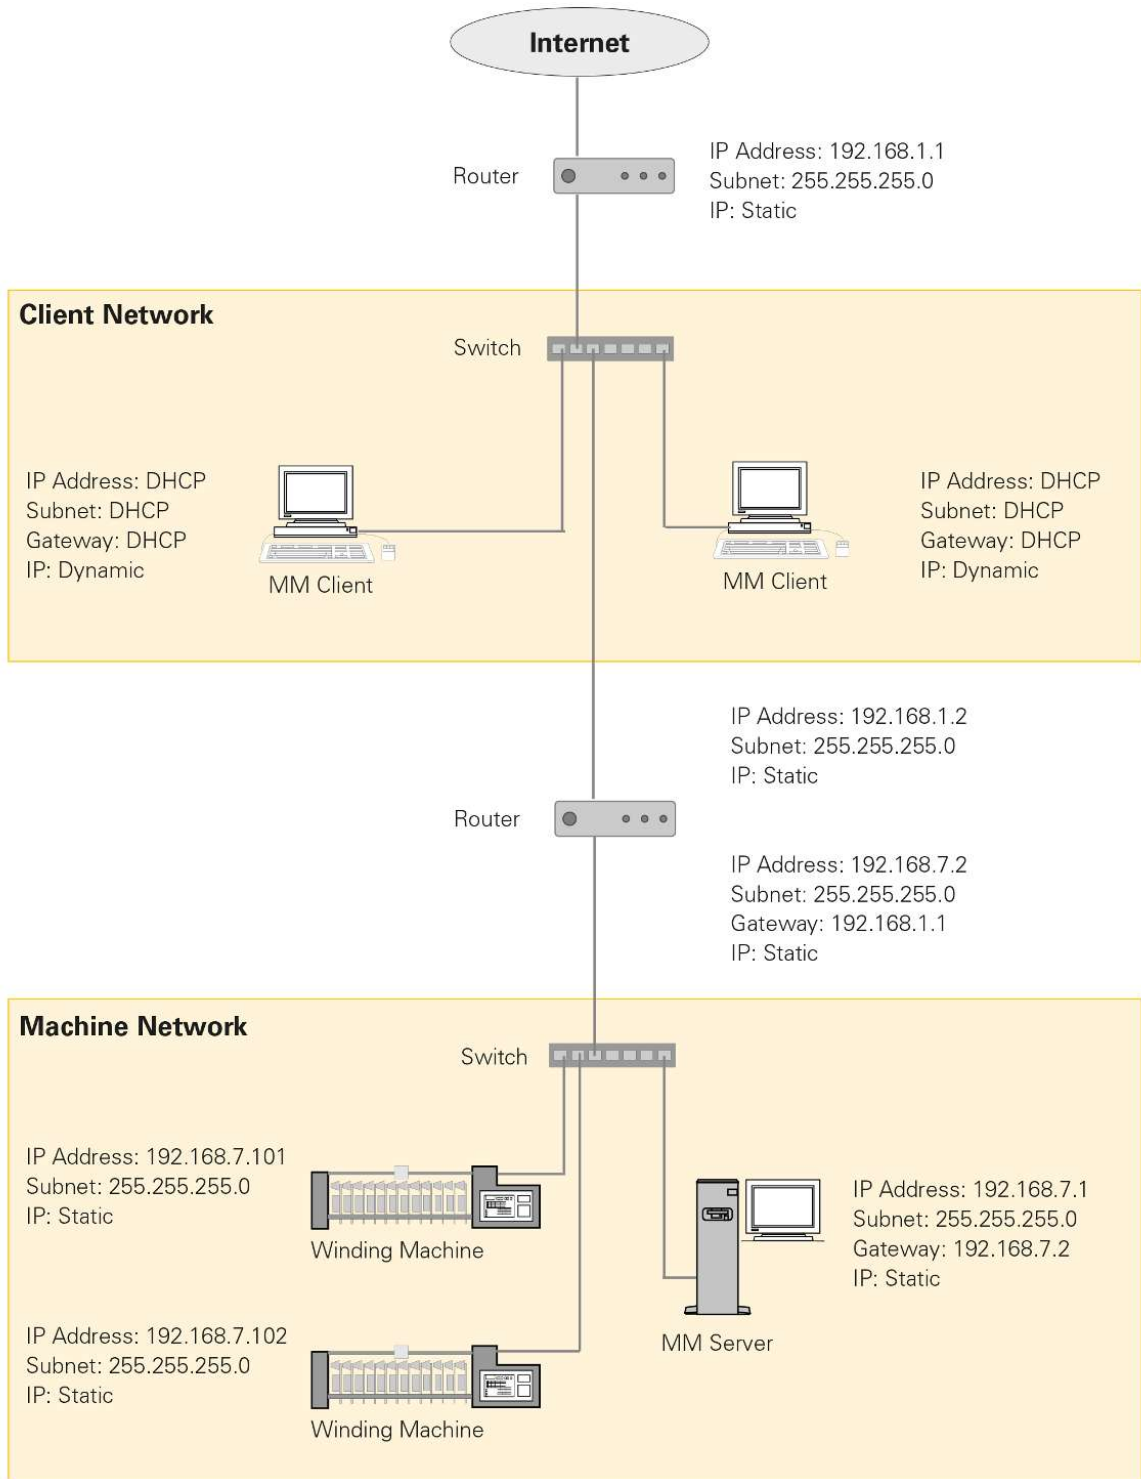 Internet
Router
IP Address: 192.168.1.1
Subnet: 255.255.255.0
IP: Static
Client Network
Switch
IP Address: DHCP
Subnet: DHCP
Gateway: DHCP
IP: Dynamic
MM Client
MM Client
IP Address: DHCP
Subnet: DHCP
Gateway: DHCP
IP: Dynamic
IP Address: 192.168.1.2
Subnet: 255.255.255.0
IP: Static
Router
IP Address: 192.168.7.2
Subnet: 255.255.255.0
Gateway: 192.168.1.1
IP: Static
Machine Network
Switch
IP Address: 192.168.7.101
Subnet: 255.255.255.0
IP: Static
Winding Machine
IP Address: 192.168.7.1
Subnet: 255.255.255.0
Gateway: 192.168.7.2
IP: Static
MM Server
IP Address: 192.168.7.102
Subnet: 255.255.255.0
IP: Static
Winding Machine